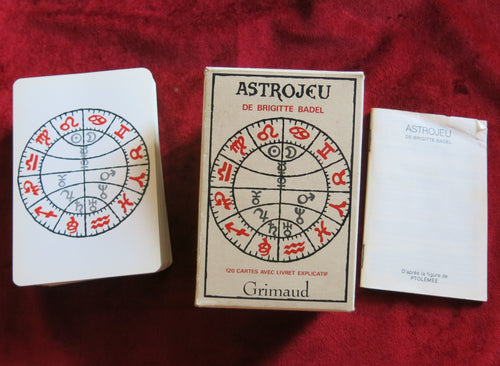 ASTROJEU
DE BRIGITTE BADEL
120 CARTES AVEC LIVRET EXPLICATIF
Grimaud
ASTROJEU
DE BRIGITTE BADEL
D'après la figure de
PTOLÉMÉE